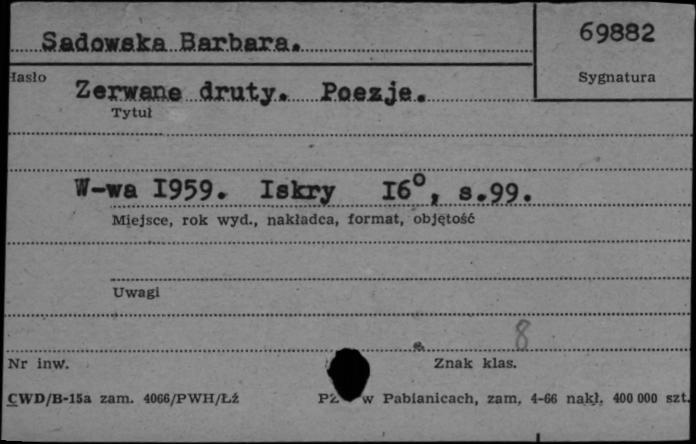 Sadowska Barbara.
69882
Hasło
Sygnatura
Zerwane druty. Poezje.
Tytuł
W-wa 1959. Iskry 16°, s.99.
Miejsce, rok wyd., nakładca, format, objętość
Uwagi
8
Nr inw.
Znak klas.
CWD/B-15a zam. 4066/PWH/Łż
w Pabianicach, zam. 4-66 nakł. 400 000 szt.